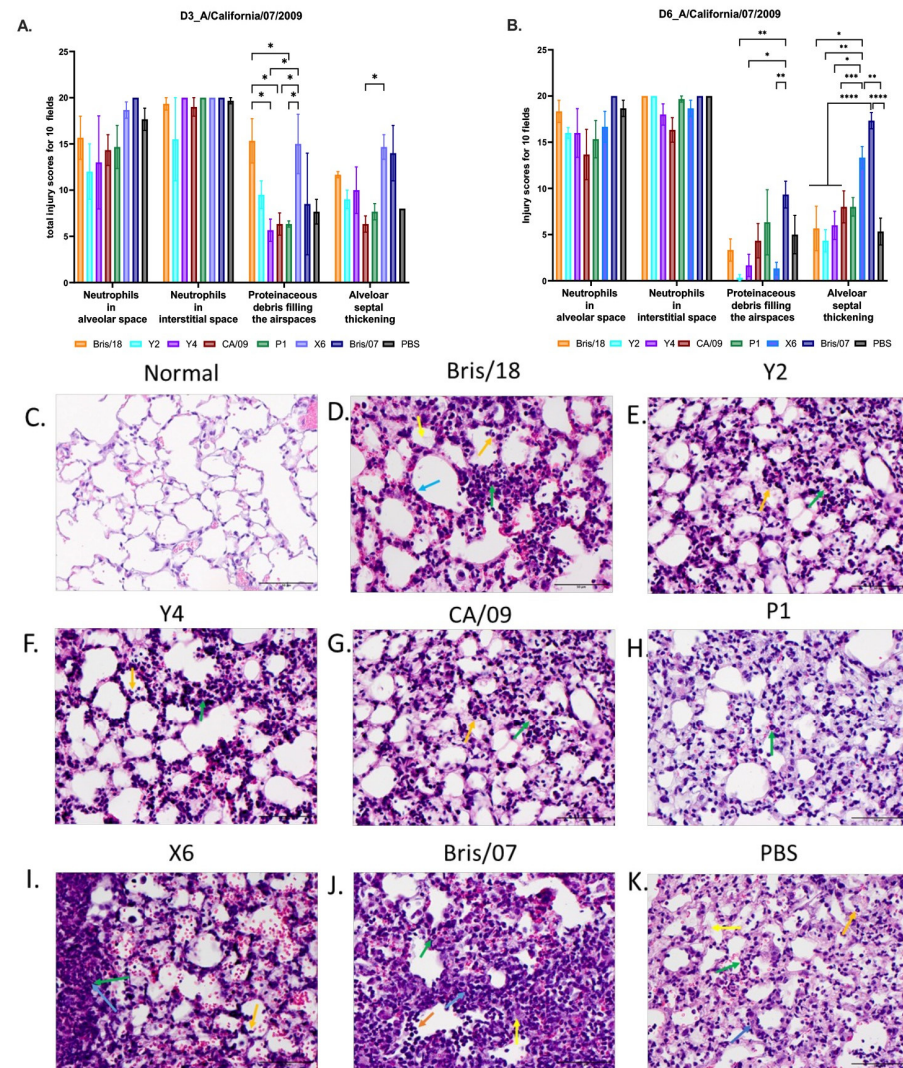 D3_A/California/07/2009
A.
total injury scores for 10 fields
25
20
15
10
5
0
*
*
*
*
*
*
*
Neutrophils
in
alveolar space
Neutrophils
in
interstitial space
Proteinaceous
debris filling
the airspaces
Alveloar
septal
thickening
Bris/18 Y2 Y4 CA/09 P1 X6 Bris/07 PBS
D6_A/California/07/2009
B.
Injury scores for 10 fields
25
20
15
10
5
0
**
*
**
*
**
*
***
**
****
****
Neutrophils
in
alveolar space
Neutrophils
in interstitial space
Proteinaceous
debris filling
the airspaces
Alveloar
septal
thickening
Bris/18 Y2 Y4 CA/09 P1 X6 Bris/07 PBS
Normal
C.
Bris/18
D.
Y2
E.
Y4
F.
CA/09
G.
P1
H.
X6
I.
Bris/07
J.
PBS
K.